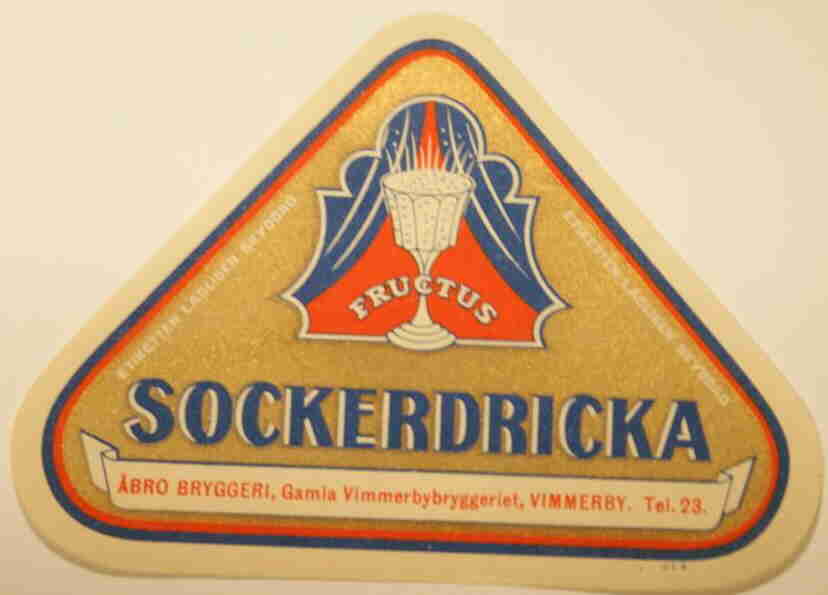 FRUCTUS
ETIKETTEN LAGLIGEN SKYDDAD
ETIKETTEN LAGLIGEN SKYDDAD
SOCKERDRICKA
ÅBRO BRYGGERI, Gamla Vimmerbybryggeriet, VIMMERBY. Tel. 23.